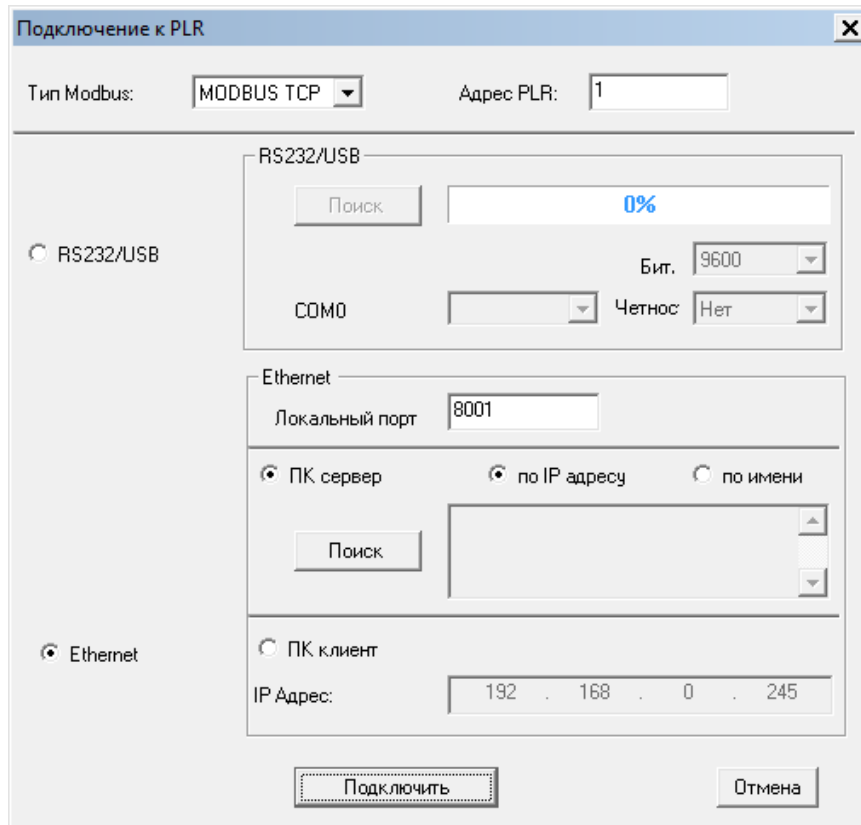 Подключение к PLR
Тип Modbus: MODBUS TCP Адрес PLR: 1
RS232/USB
Поиск 0%
RS232/USB
Бит. 9600
COM0 Четнос Нет
Ethernet
Локальный порт 8001
ПК сервер по IP адресу по имени
Поиск
Ethernet
ПК клиент
IP Адрес: 192 . 168 . 0 . 245
Подключить Отмена